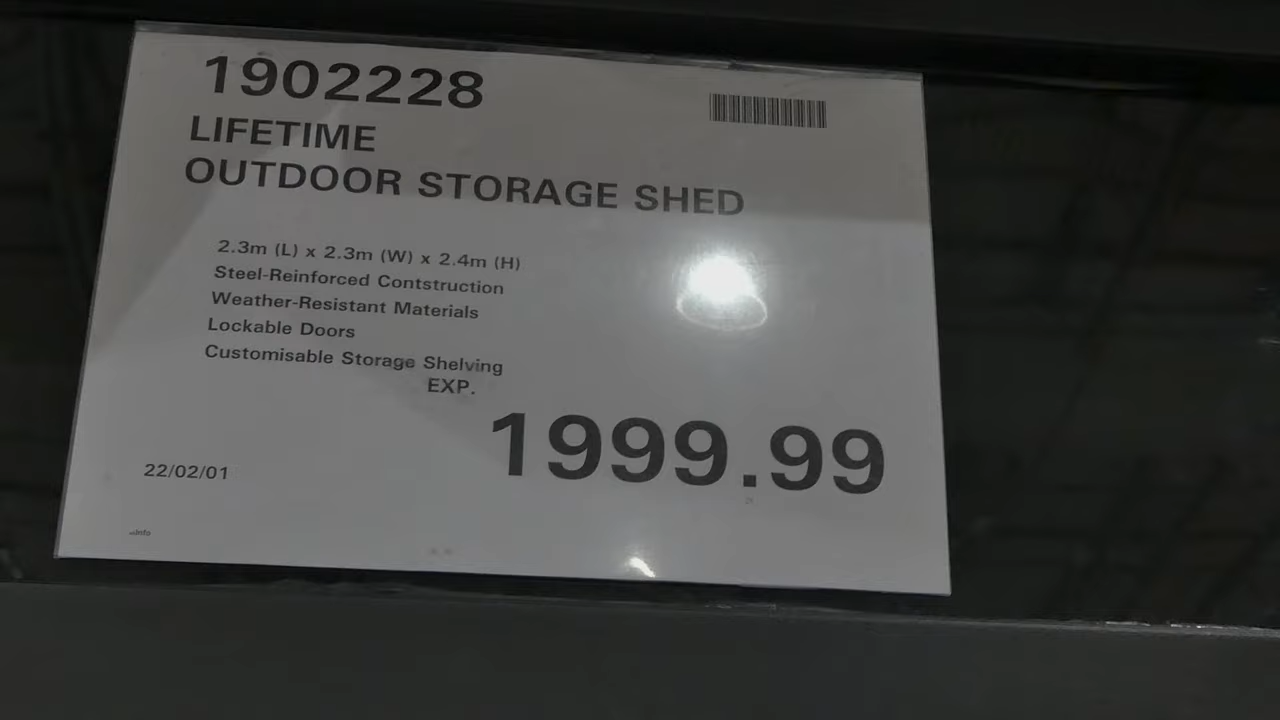 1902228
LIFETIME
OUTDOOR STORAGE SHED
2.3m (L) x 2.3m (W) x 2.4m (H)
Steel-Reinforced Contstruction
Weather-Resistant Materials
Lockable Doors
Customisable Storage Shelving
EXP.
1999.99
22/02/01